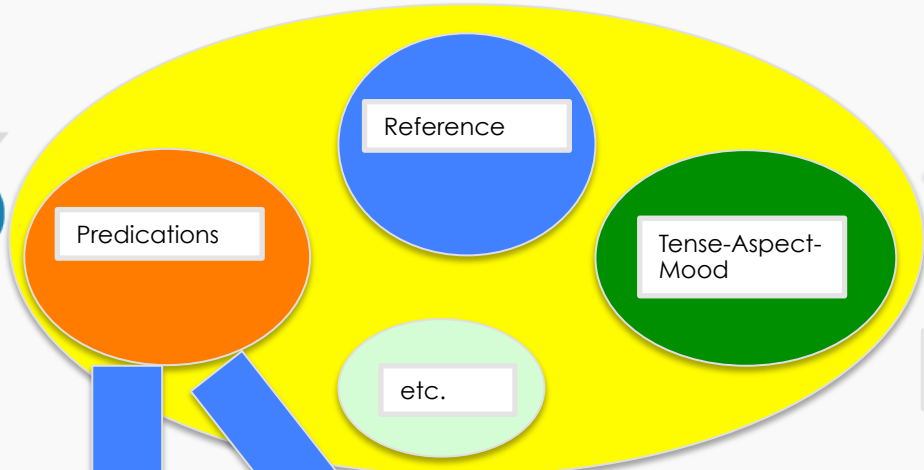 Reference
Predications
Tense-Aspect-
Mood
etc.